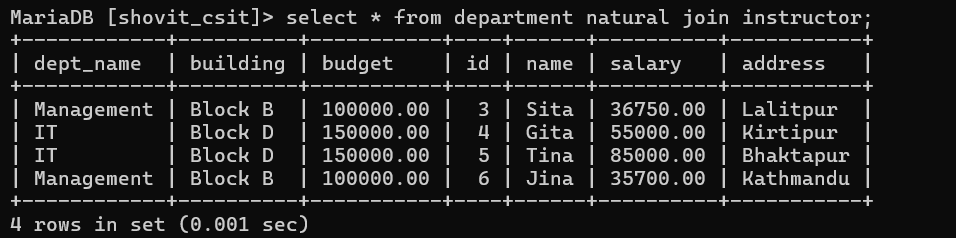 MariaDB [shovit_csit]> select * from department natural join instructor;
+------------+----------+-----------+----+------+----------+-----------+
| dept_name  | building | budget    | id | name | salary   | address   |
+------------+----------+-----------+----+------+----------+-----------+
| Management | Block B  | 100000.00 |  3 | Sita | 36750.00 | Lalitpur  |
| IT         | Block D  | 150000.00 |  4 | Gita | 55000.00 | Kirtipur  |
| IT         | Block D  | 150000.00 |  5 | Tina | 85000.00 | Bhaktapur |
| Management | Block B  | 100000.00 |  6 | Jina | 35700.00 | Kathmandu |
+------------+----------+-----------+----+------+----------+-----------+
4 rows in set (0.001 sec)